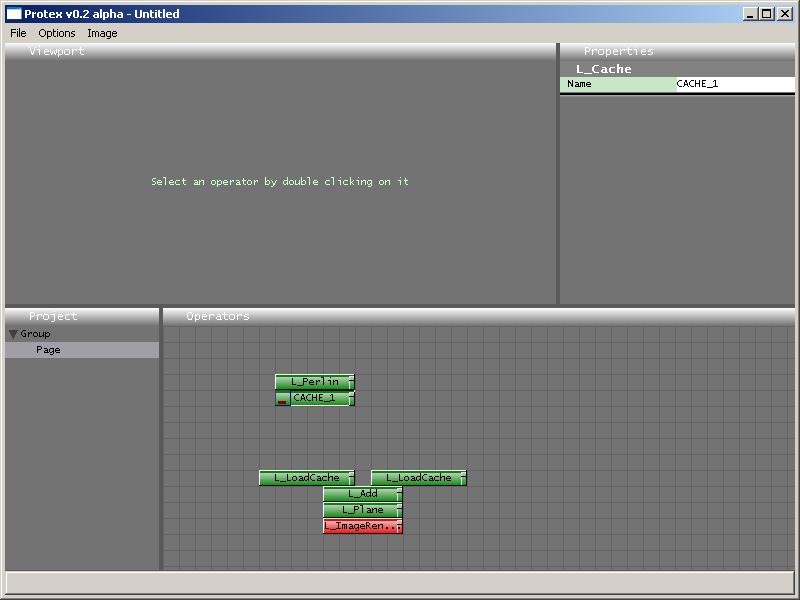 Protex v0.2 alpha - Untitled
File Options Image
Viewport
Properties
L_Cache
Name CACHE_1
Select an operator by double clicking on it
Project
Group
Page
Operators
L_Perlin
CACHE_1
L_LoadCache L_LoadCache
L_Add
L_Plane
L_ImageRen...